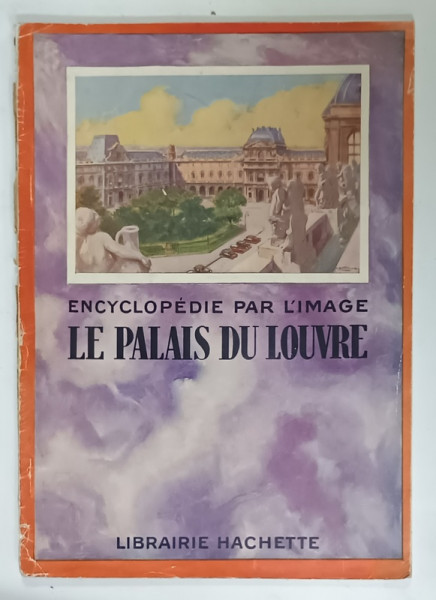 ENCYCLOPÉDIE PAR L'IMAGE
LE PALAIS DU LOUVRE
LIBRAIRIE HACHETTE